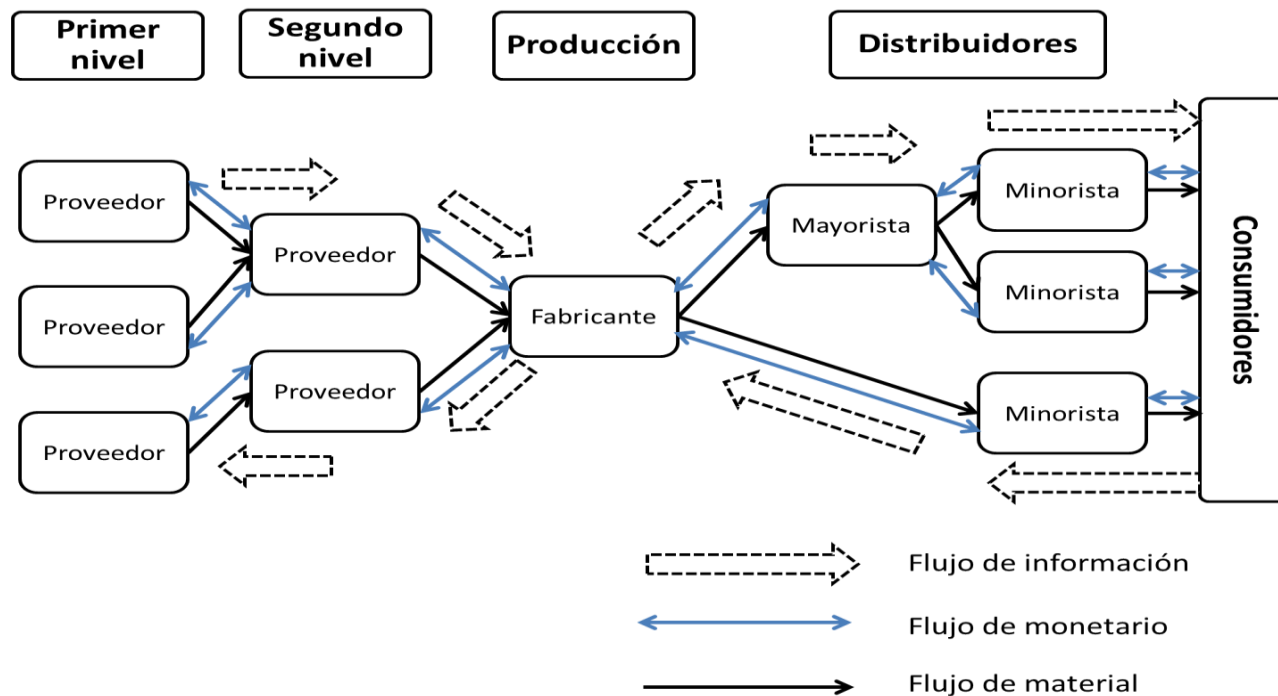 Primer
nivel
Segundo
nivel
Producción
Distribuidores
Proveedor
Proveedor
Proveedor
Proveedor
Proveedor
Fabricante
Mayorista
Minorista
Minorista
Minorista
Consumidores
Flujo de información
Flujo de monetario
Flujo de material